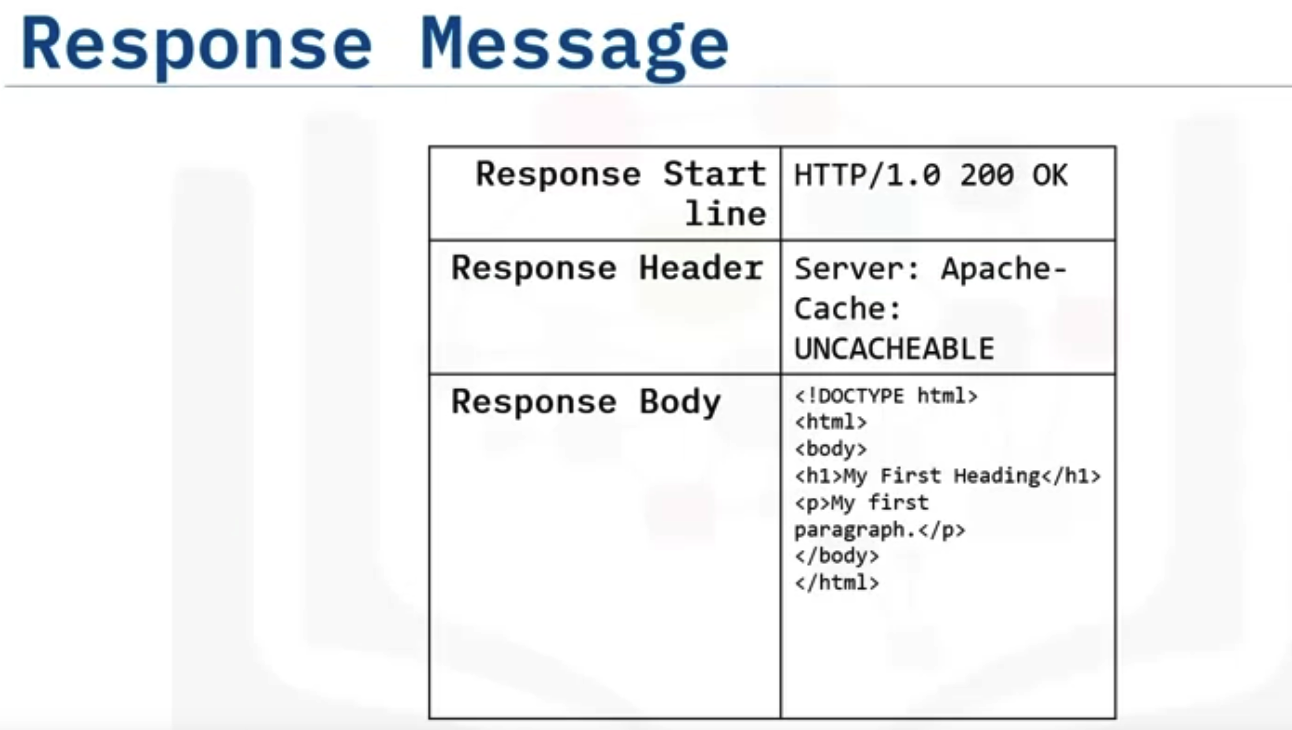 Response Message
Response Start
line
HTTP/1.0 200 OK
Response Header
Server: Apache-
Cache:
UNCACHEABLE
Response Body
<!DOCTYPE html>
<html>
<body>
<h1>My First Heading</h1>
<p>My first
paragraph.</p>
</body>
</html>